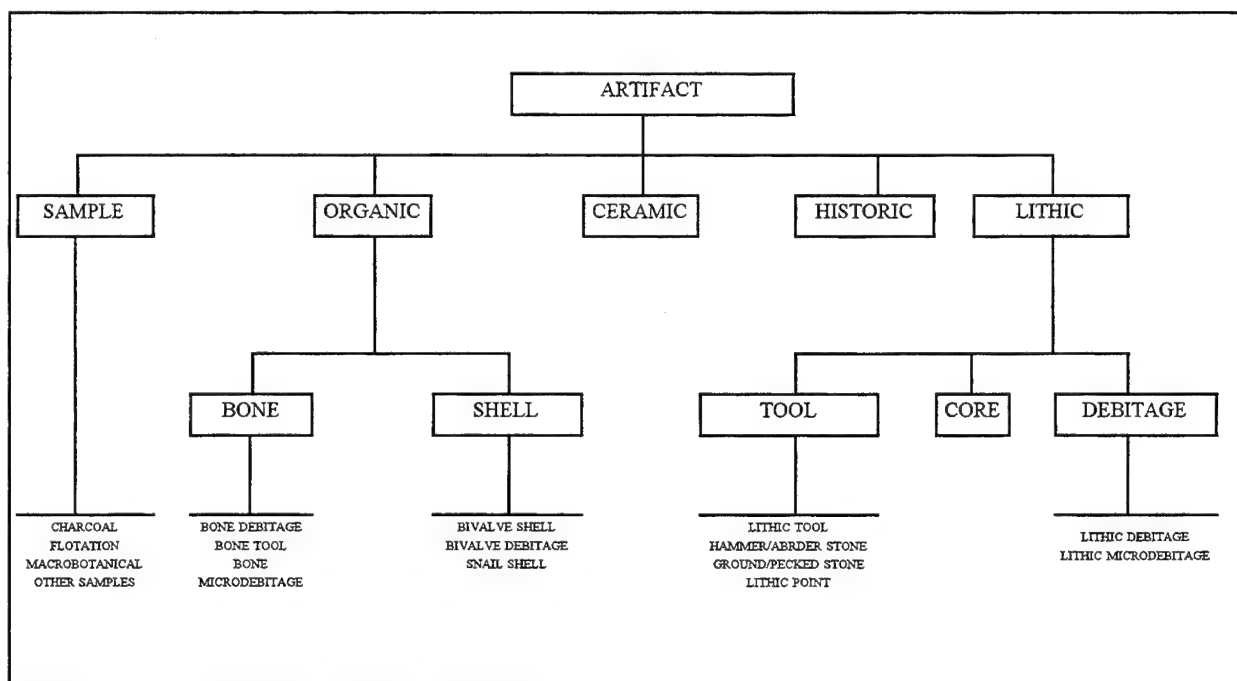 ARTIFACT
SAMPLE
ORGANIC
CERAMIC
HISTORIC
LITHIC
BONE
SHELL
TOOL
CORE
DEBITAGE
CHARCOAL
FLOTATION
MACROBOTANICAL
OTHER SAMPLES
BONE DEBITAGE
BONE TOOL
BONE
MICRODEBITAGE
BIVALVE SHELL
BIVALVE DEBITAGE
SNAIL SHELL
LITHIC TOOL
HAMMER/ABRDER STONE
GROUND/PECKED STONE
LITHIC POINT
LITHIC DEBITAGE
LITHIC MICRODEBITAGE